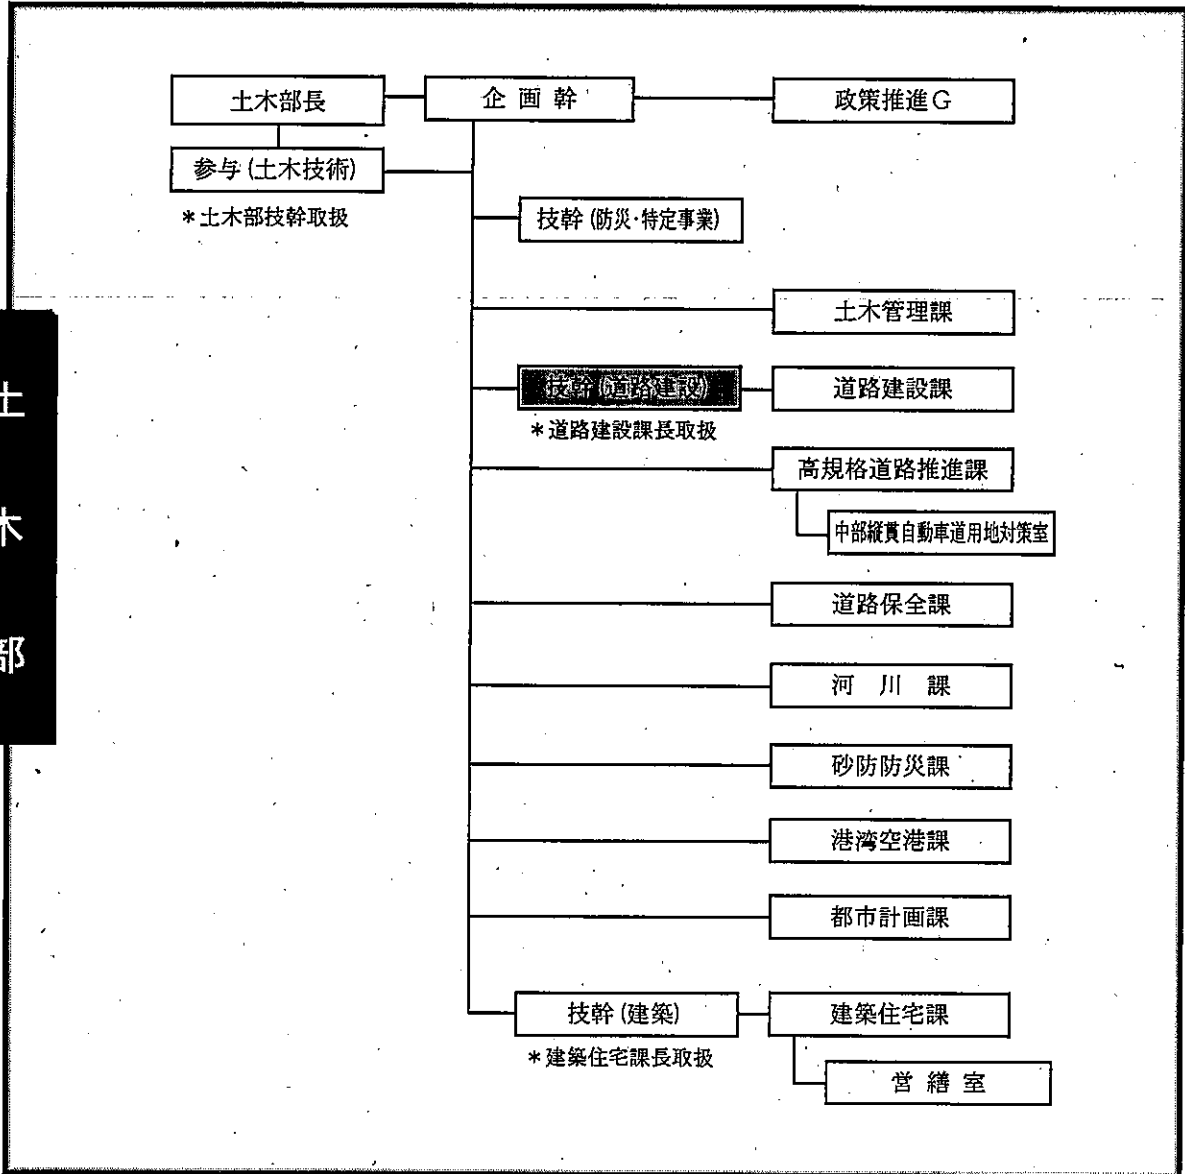 土木部長
企画幹
政策推進G
参与(土木技術)
*土木部技幹取扱
技幹(防災・特定事業)
土木管理課
技幹(道路建設)
道路建設課
*道路建設課長取扱
高規格道路推進課
中部縦貫自動車道用地対策室
道路保全課
河川課
砂防防災課
港湾空港課
都市計画課
技幹(建築)
建築住宅課
*建築住宅課長取扱
営繕室
土木部